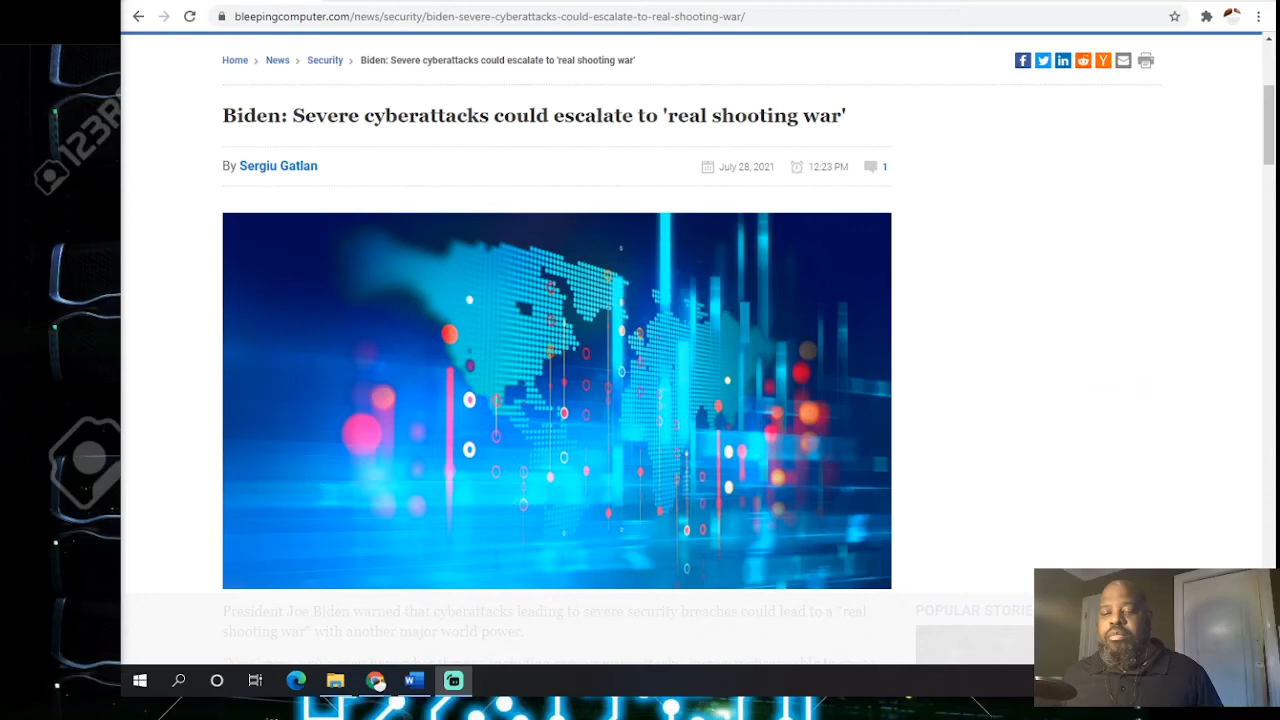 bleepingcomputer.com/news/security/biden-severe-cyberattacks-could-escalate-to-real-shooting-war/
Home > News > Security > Biden: Severe cyberattacks could escalate to 'real shooting war'
f in Y
Biden: Severe cyberattacks could escalate to 'real shooting war'
By Sergiu Gatlan July 28, 2021 12:23 PM 1
123R
President Joe Biden warned that cyberattacks leading to severe security breaches could lead to a "real
shooting war" with another major world power.
POPULAR STORIE
W